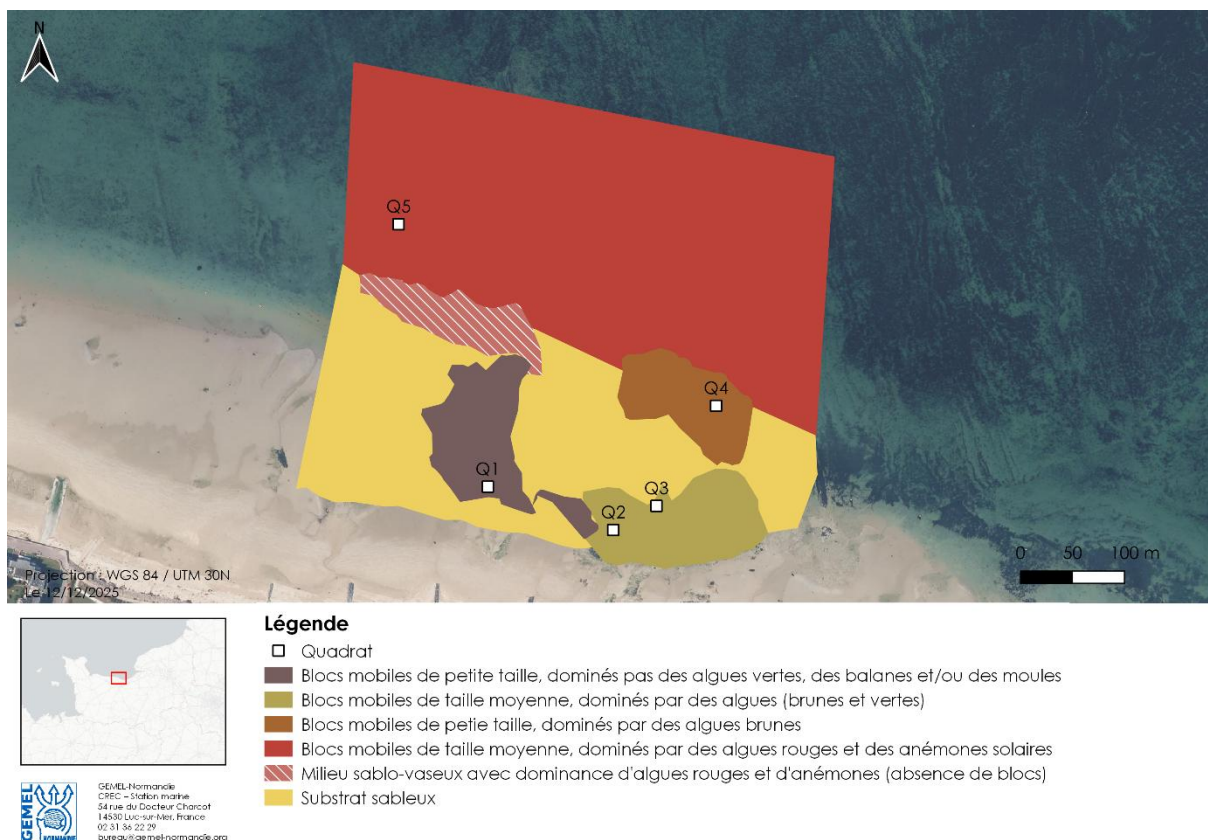 N
Q5
Q4
Q1
Q3
Q2
0 50 100 m
Projection : WGS 84 / UTM 30N
Le 12/12/2025
Légende
Quadrat
Blocs mobiles de petite taille, dominés pas des algues vertes, des balanes et/ou des moules
Blocs mobiles de taille moyenne, dominés par des algues (brunes et vertes)
Blocs mobiles de petie taille, dominés par des algues brunes
Blocs mobiles de taille moyenne, dominés par des algues rouges et des anémones solaires
Milieu sablo-vaseux avec dominance d'algues rouges et d'anémones (absence de blocs)
Substrat sableux
GEMEL
NORMANDIE
GEMEL-Normandie
CREC – Station marine
54 rue du Docteur Charcot
14530 Luc-sur-Mer, France
02 31 36 22 29
bureau@gemel-normandie.org